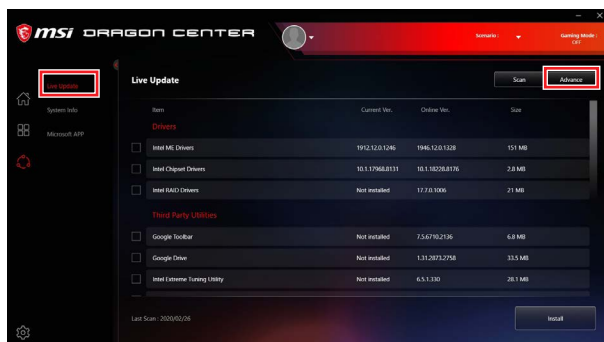 msi DRAGON CENTER
Scenario :
Gaming Mode :
OFF
Live Update
System Info
Microsoft APP
Live Update
Scan
Advance
Item Current Ver. Online Ver. Size
Drivers
Intel ME Drivers 1912.12.0.1246 1946.12.0.1328 151 MB
Intel Chipset Drivers 10.1.17968.8131 10.1.18228.8176 2.8 MB
Intel RAID Drivers Not installed 17.7.0.1006 21 MB
Third Party Utilities
Google Toolbar Not installed 7.5.6710.2136 6.8 MB
Google Drive Not installed 1.31.2873.2758 33.5 MB
Intel Extreme Tuning Utility Not installed 6.5.1.330 28.1 MB
Last Scan : 2020/02/26
Install